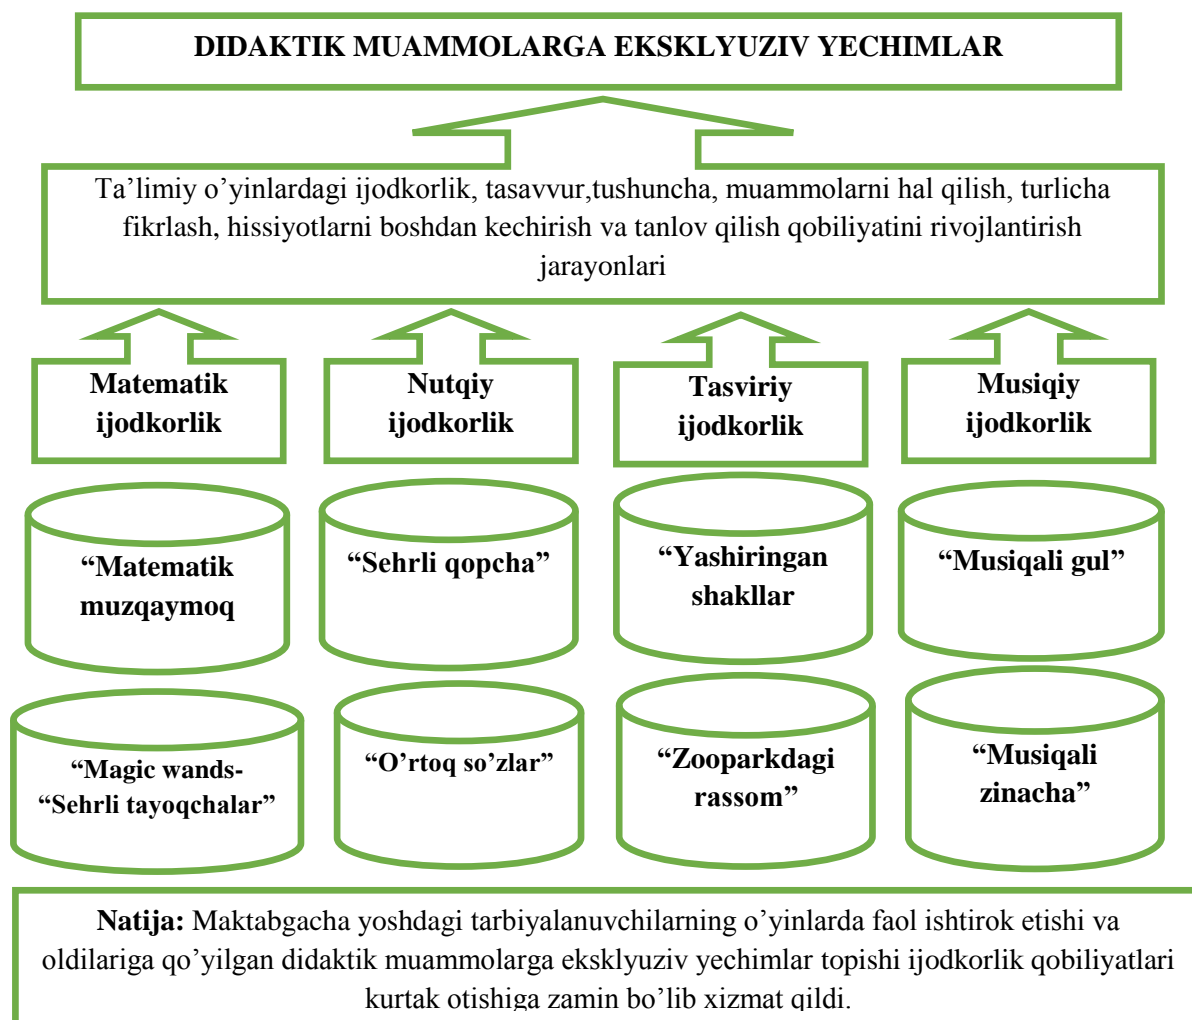 DIDAKTIK MUAMMOLARGA EKSKLYUZIV YECHIMLAR
Ta’limiy o’yinlardagi ijodkorlik, tasavvur,tushuncha, muammolarni hal qilish, turlicha
fikrlash, hissiyotlarni boshdan kechirish va tanlov qilish qobiliyatini rivojlantirish
jarayonlari
Matematik
ijodkorlik
Nutqiy
ijodkorlik
Tasviriy
ijodkorlik
Musiqiy
ijodkorlik
“Matematik
muzqaymoq
“Sehrli qopcha”
“Yashiringan
shakllar
“Musiqali gul”
“Magic wands-
“Sehrli tayoqchalar”
“O’rtoq so’zlar”
“Zooparkdagi
rassom”
“Musiqali
zinacha”
Natija: Maktabgacha yoshdagi tarbiyalanuvchilarning o’yinlarda faol ishtirok etishi va
oldilariga qo’yilgan didaktik muammolarga eksklyuziv yechimlar topishi ijodkorlik qobiliyatlari
kurtak otishiga zamin bo’lib xizmat qildi.